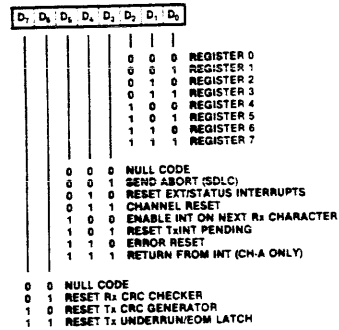 D7 D6 D5 D4 D3 D2 D1 D0
0 0 0 REGISTER 0
0 0 1 REGISTER 1
0 1 0 REGISTER 2
0 1 1 REGISTER 3
1 0 0 REGISTER 4
1 0 1 REGISTER 5
1 1 0 REGISTER 6
1 1 1 REGISTER 7
0 0 0 NULL CODE
0 0 1 SEND ABORT (SDLC)
0 1 0 RESET EXT/STATUS INTERRUPTS
0 1 1 CHANNEL RESET
1 0 0 ENABLE INT ON NEXT Rx CHARACTER
1 0 1 RESET TxINT PENDING
1 1 0 ERROR RESET
1 1 1 RETURN FROM INT (CH-A ONLY)
0 0 NULL CODE
0 1 RESET Rx CRC CHECKER
1 0 RESET Tx CRC GENERATOR
1 1 RESET Tx UNDERRUN/EOM LATCH